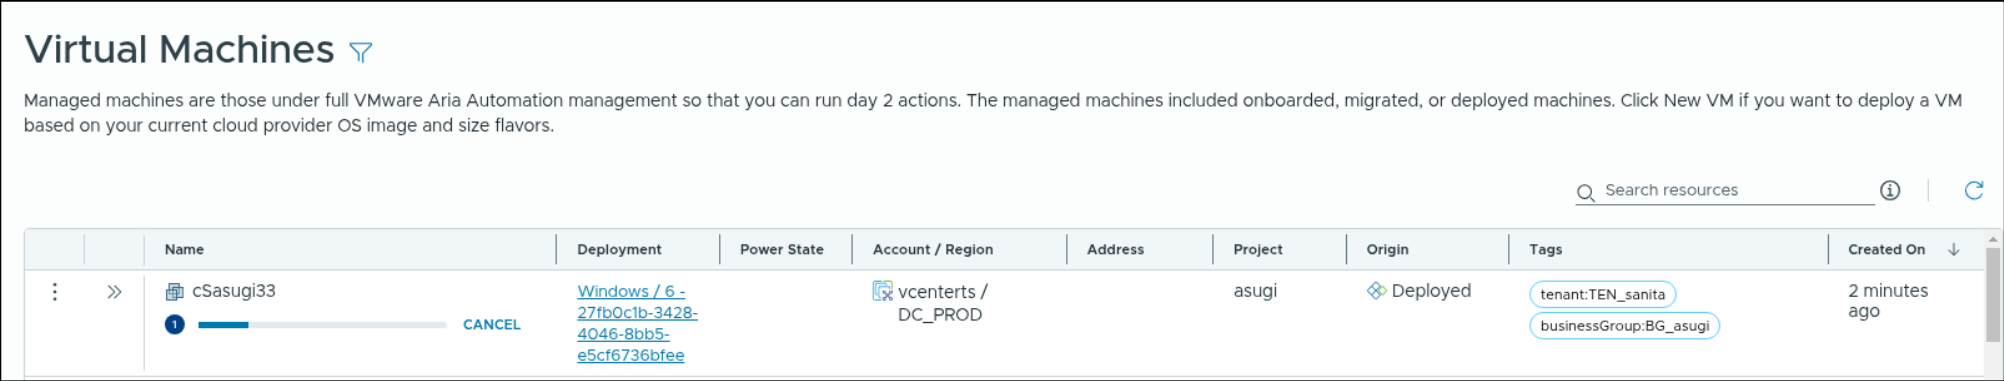 Virtual Machines
Managed machines are those under full VMware Aria Automation management so that you can run day 2 actions. The managed machines included onboarded, migrated, or deployed machines. Click New VM if you want to deploy a VM
based on your current cloud provider OS image and size flavors.
Search resources
Name Deployment Power State Account / Region Address Project Origin Tags Created On
cSasugi33
1 CANCEL
Windows / 6 -
27fb0c1b-3428-
4046-8bb5-
e5cf6736bfee
vcenterts /
DC_PROD
asugi
Deployed
tenant:TEN_sanita
businessGroup:BG_asugi
2 minutes
ago